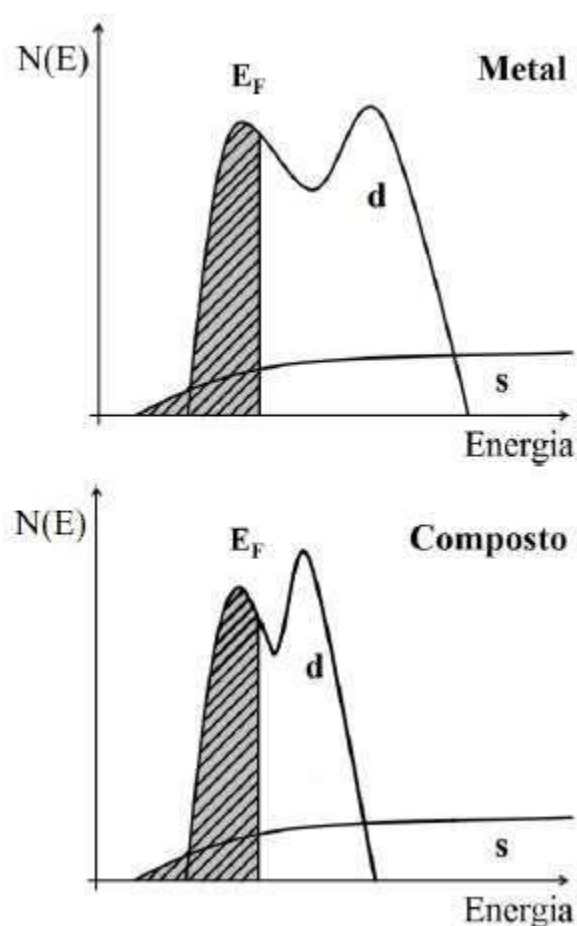 N(E)
E_F
Metal
d
s
Energia
N(E)
E_F
Composto
d
s
Energia